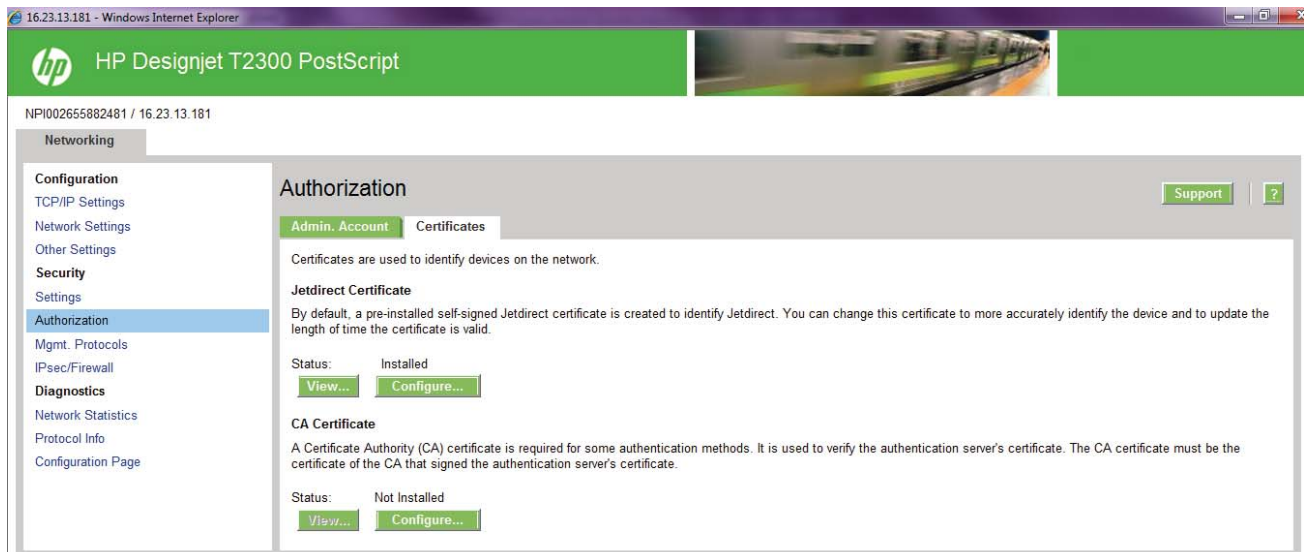 16.23.13.181 - Windows Internet Explorer
hp
HP Designjet T2300 PostScript
NPI002655882481 / 16.23.13.181
Networking
Configuration
TCP/IP Settings
Network Settings
Other Settings
Security
Settings
Authorization
Mgmt. Protocols
IPsec/Firewall
Diagnostics
Network Statistics
Protocol Info
Configuration Page
Authorization
Support
?
Admin. Account
Certificates
Certificates are used to identify devices on the network.
Jetdirect Certificate
By default, a pre-installed self-signed Jetdirect certificate is created to identify Jetdirect. You can change this certificate to more accurately identify the device and to update the
length of time the certificate is valid.
Status: Installed
View... Configure...
CA Certificate
A Certificate Authority (CA) certificate is required for some authentication methods. It is used to verify the authentication server's certificate. The CA certificate must be the
certificate of the CA that signed the authentication server's certificate.
Status: Not Installed
View... Configure...